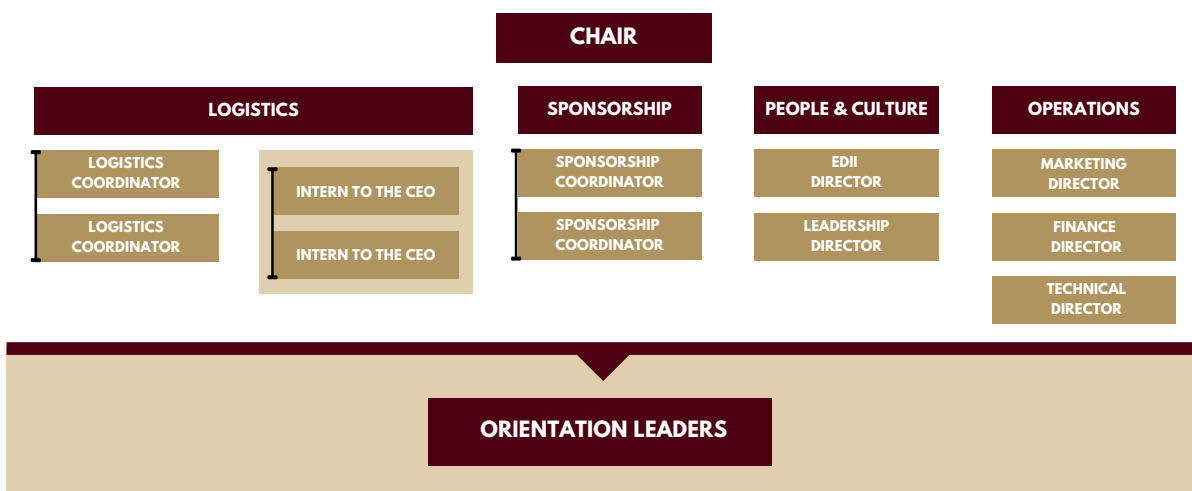 CHAIR
LOGISTICS
SPONSORSHIP
PEOPLE & CULTURE
OPERATIONS
LOGISTICS
COORDINATOR
LOGISTICS
COORDINATOR
INTERN TO THE CEO
INTERN TO THE CEO
SPONSORSHIP
COORDINATOR
SPONSORSHIP
COORDINATOR
EDII
DIRECTOR
LEADERSHIP
DIRECTOR
MARKETING
DIRECTOR
FINANCE
DIRECTOR
TECHNICAL
DIRECTOR
ORIENTATION LEADERS